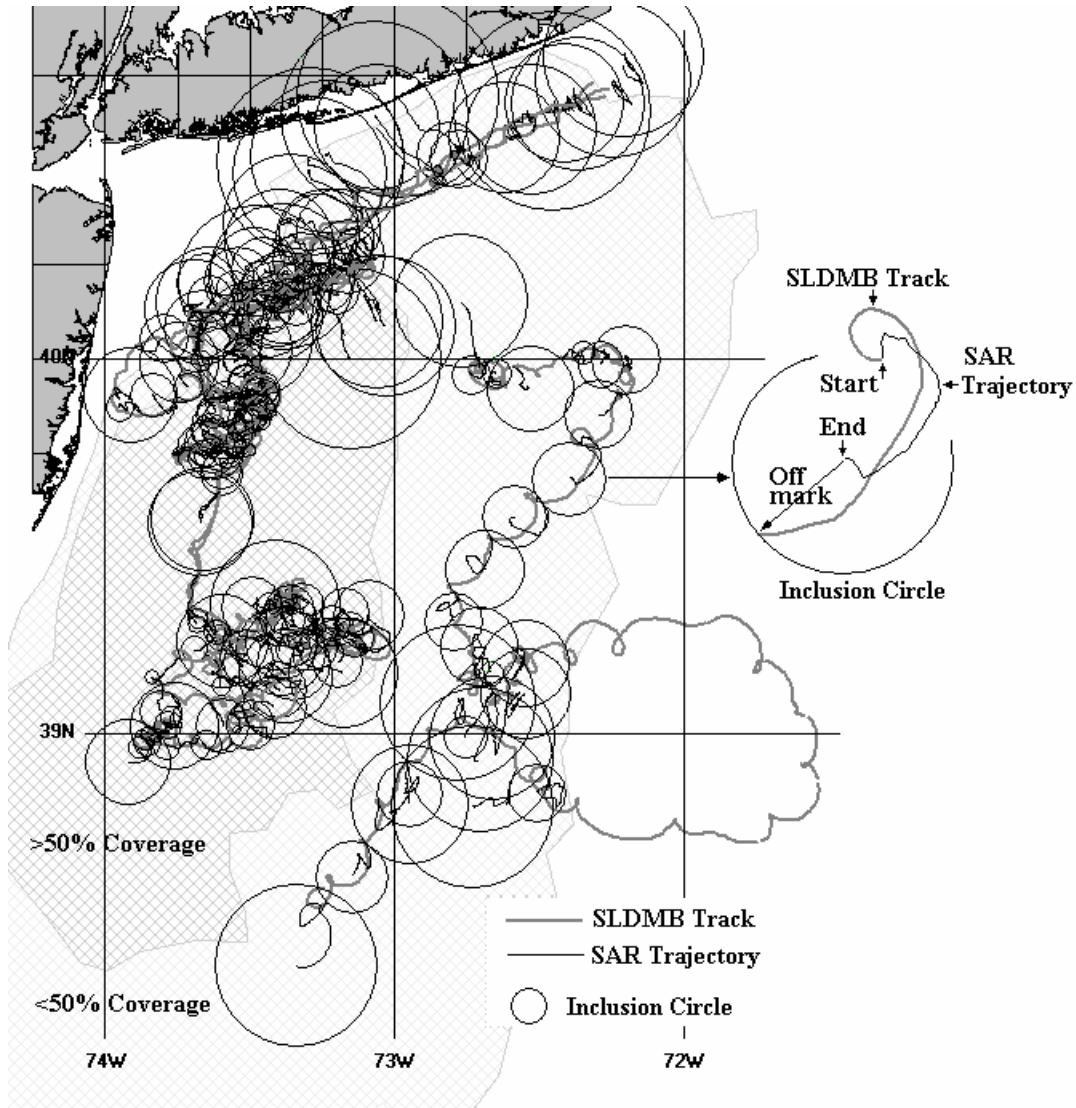 SLDMB Track
40N
SAR
Trajectory
Start
End
Off
mark
Inclusion Circle
39N
>50% Coverage
SLDMB Track
SAR Trajectory
<50% Coverage
Inclusion Circle
74W
73W
72W